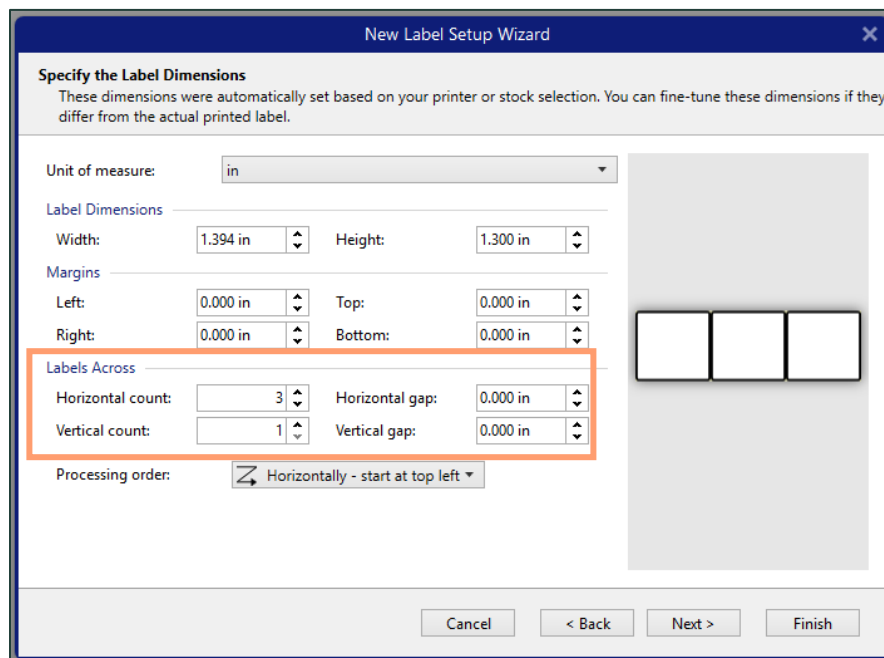 New Label Setup Wizard
Specify the Label Dimensions
These dimensions were automatically set based on your printer or stock selection. You can fine-tune these dimensions if they
differ from the actual printed label.
Unit of measure: in
Label Dimensions
Width: 1.394 in Height: 1.300 in
Margins
Left: 0.000 in Top: 0.000 in
Right: 0.000 in Bottom: 0.000 in
Labels Across
Horizontal count: 3 Horizontal gap: 0.000 in
Vertical count: 1 Vertical gap: 0.000 in
Processing order: Horizontally - start at top left
Cancel < Back Next > Finish